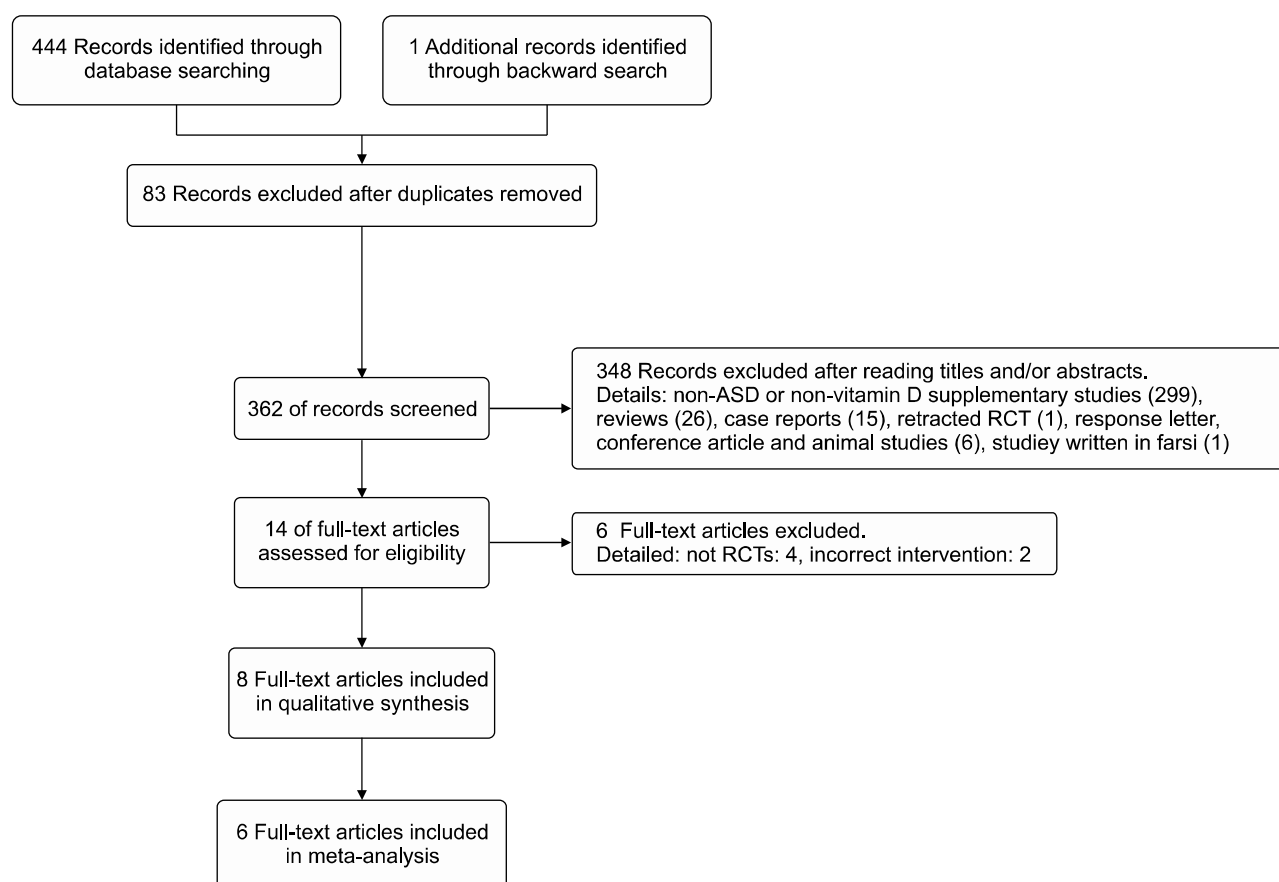 444 Records identified through
database searching
1 Additional records identified
through backward search
83 Records excluded after duplicates removed
362 of records screened
348 Records excluded after reading titles and/or abstracts.
Details: non-ASD or non-vitamin D supplementary studies (299),
reviews (26), case reports (15), retracted RCT (1), response letter,
conference article and animal studies (6), studiey written in farsi (1)
14 of full-text articles
assessed for eligibility
6 Full-text articles excluded.
Detailed: not RCTs: 4, incorrect intervention: 2
8 Full-text articles included
in qualitative synthesis
6 Full-text articles included
in meta-analysis